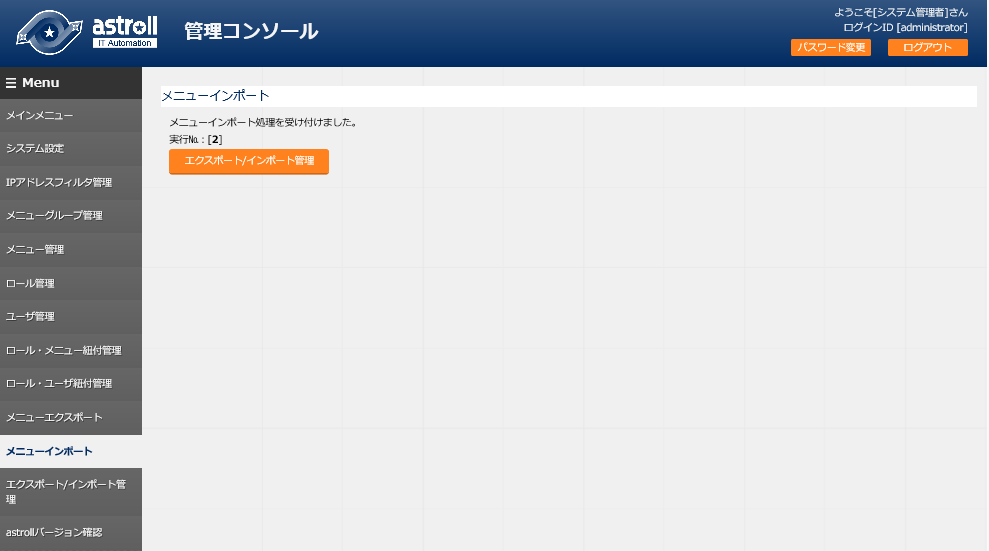 astroll
IT Automation
管理コンソール
ようこそ[システム管理者]さん
ログインID [administrator]
パスワード変更
ログアウト
☰ Menu
メインメニュー
システム設定
IPアドレスフィルタ管理
メニューグループ管理
メニュー管理
ロール管理
ユーザ管理
ロール・メニュー紐付管理
ロール・ユーザ紐付管理
メニューエクスポート
メニューインポート
エクスポート/インポート管
理
astrollバージョン確認
メニューインポート
メニューインポート処理を受け付けました。
実行№：[2]
エクスポート/インポート管理